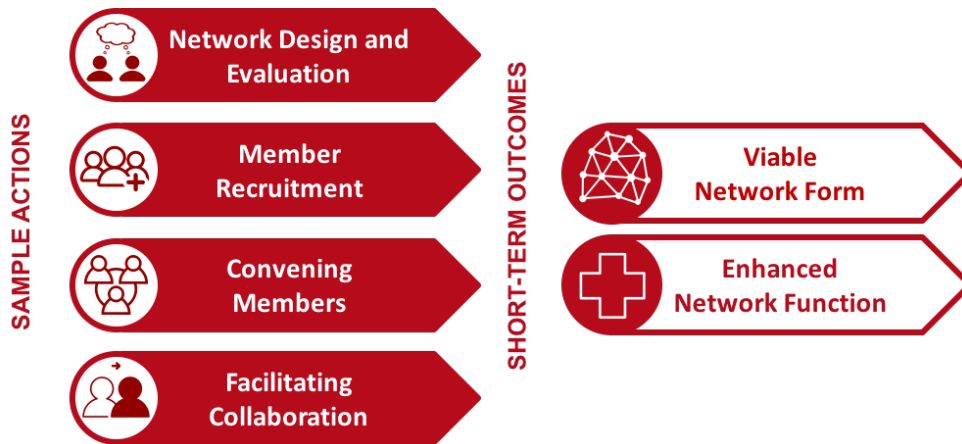 SAMPLE ACTIONS
Network Design and
Evaluation
Member
Recruitment
Convening
Members
Facilitating
Collaboration
SHORT-TERM OUTCOMES
Viable
Network Form
Enhanced
Network Function